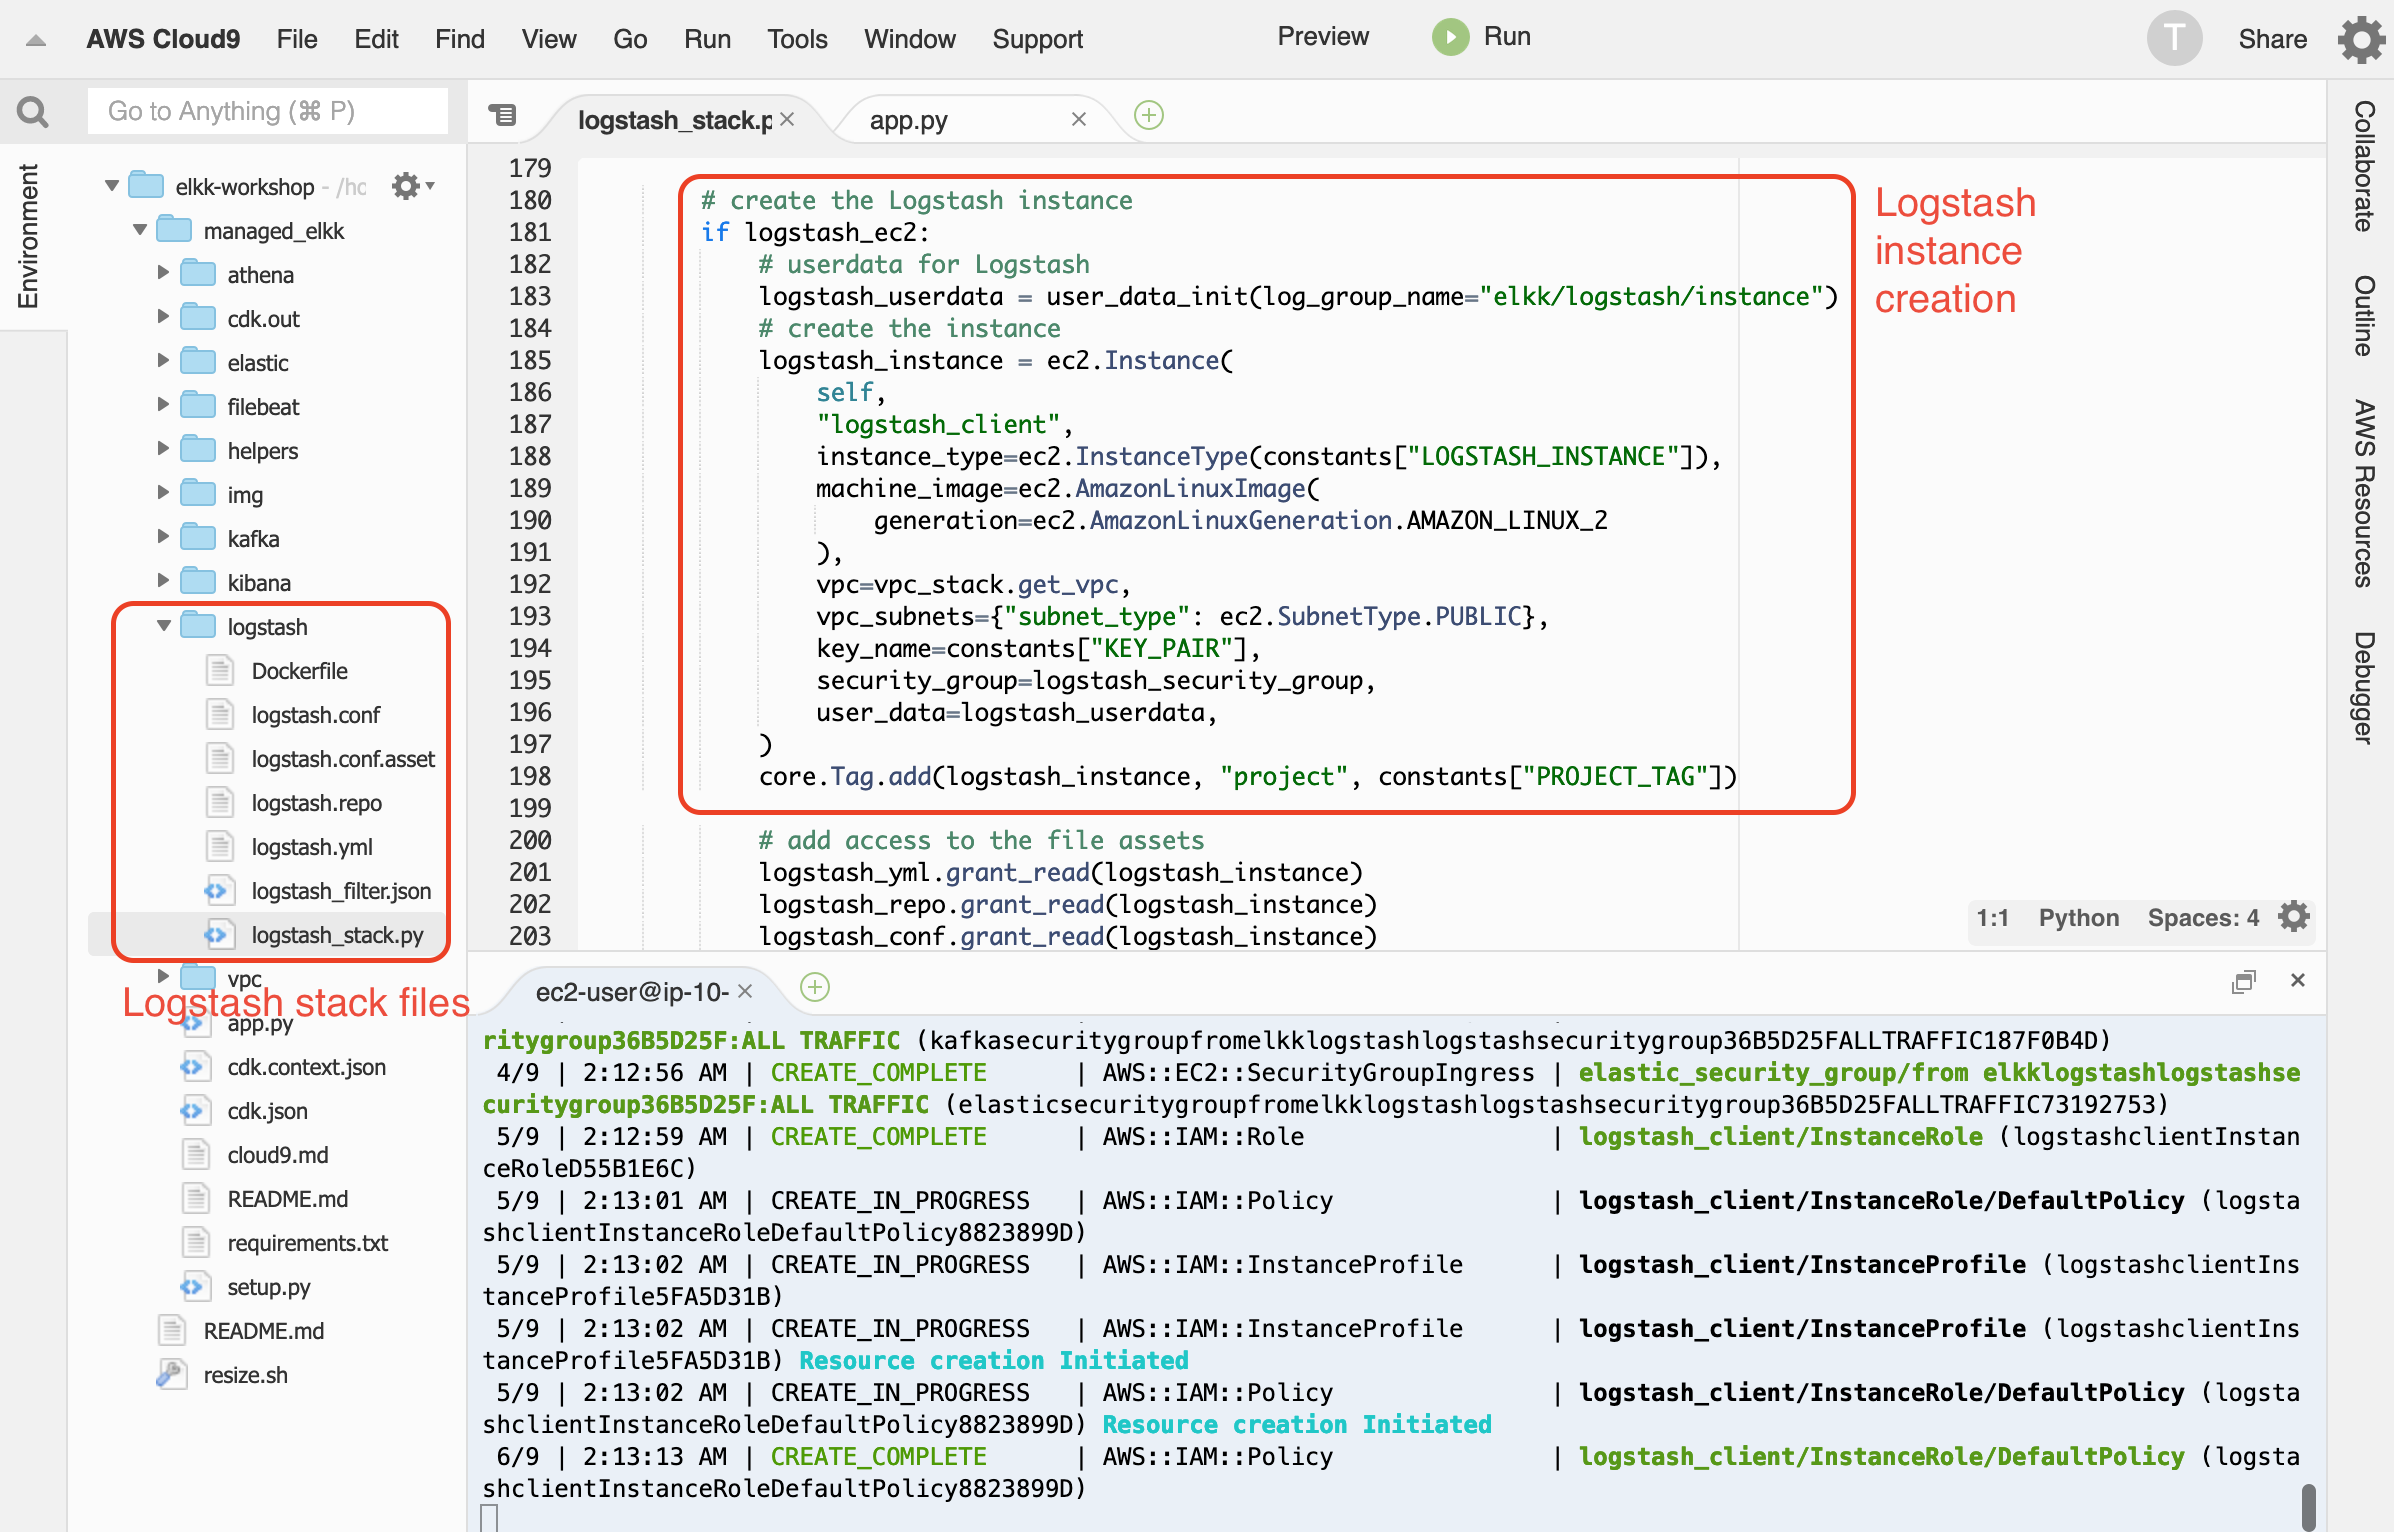 AWS Cloud9 File Edit Find View Go Run Tools Window Support Preview Run T Share
Go to Anything (⌘ P)
Environment
elkk-workshop - /hc
managed_elkk
athena
cdk.out
elastic
filebeat
helpers
img
kafka
kibana
logstash
Dockerfile
logstash.conf
logstash.conf.asset
logstash.repo
logstash.yml
logstash_filter.json
logstash_stack.py
vpc
Logstash stack files
app.py
cdk.context.json
cdk.json
cloud9.md
README.md
requirements.txt
setup.py
README.md
resize.sh
logstash_stack.p app.py
179
180 # create the Logstash instance
181 if logstash_ec2:
182 # userdata for Logstash
183 logstash_userdata = user_data_init(log_group_name="elkk/logstash/instance")
184 # create the instance
185 logstash_instance = ec2.Instance(
186 self,
187 "logstash_client",
188 instance_type=ec2.InstanceType(constants["LOGSTASH_INSTANCE"]),
189 machine_image=ec2.AmazonLinuxImage(
190 generation=ec2.AmazonLinuxGeneration.AMAZON_LINUX_2
191 ),
192 vpc=vpc_stack.get_vpc,
193 vpc_subnets={"subnet_type": ec2.SubnetType.PUBLIC},
194 key_name=constants["KEY_PAIR"],
195 security_group=logstash_security_group,
196 user_data=logstash_userdata,
197 )
198 core.Tag.add(logstash_instance, "project", constants["PROJECT_TAG"])
199
200 # add access to the file assets
201 logstash_yml.grant_read(logstash_instance)
202 logstash_repo.grant_read(logstash_instance)
203 logstash_conf.grant_read(logstash_instance)
Logstash
instance
creation
1:1 Python Spaces: 4
Collaborate
Outline
AWS Resources
Debugger
ec2-user@ip-10-
ritygroup36B5D25F:ALL TRAFFIC (kafkasecuritygroupfromelkklogstashlogstashsecuritygroup36B5D25FALLTRAFFIC187F0B4D)
4/9 | 2:12:56 AM | CREATE_COMPLETE | AWS::EC2::SecurityGroupIngress | elastic_security_group/from elkklogstashlogstashse
curitygroup36B5D25F:ALL TRAFFIC (elasticsecuritygroupfromelkklogstashlogstashsecuritygroup36B5D25FALLTRAFFIC73192753)
5/9 | 2:12:59 AM | CREATE_COMPLETE | AWS::IAM::Role | logstash_client/InstanceRole (logstashclientInstan
ceRoleD55B1E6C)
5/9 | 2:13:01 AM | CREATE_IN_PROGRESS | AWS::IAM::Policy | logstash_client/InstanceRole/DefaultPolicy (logsta
shclientInstanceRoleDefaultPolicy8823899D)
5/9 | 2:13:02 AM | CREATE_IN_PROGRESS | AWS::IAM::InstanceProfile | logstash_client/InstanceProfile (logstashclientIns
tanceProfile5FA5D31B)
5/9 | 2:13:02 AM | CREATE_IN_PROGRESS | AWS::IAM::InstanceProfile | logstash_client/InstanceProfile (logstashclientIns
tanceProfile5FA5D31B) Resource creation Initiated
5/9 | 2:13:02 AM | CREATE_IN_PROGRESS | AWS::IAM::Policy | logstash_client/InstanceRole/DefaultPolicy (logsta
shclientInstanceRoleDefaultPolicy8823899D) Resource creation Initiated
6/9 | 2:13:13 AM | CREATE_COMPLETE | AWS::IAM::Policy | logstash_client/InstanceRole/DefaultPolicy (logsta
shclientInstanceRoleDefaultPolicy8823899D)